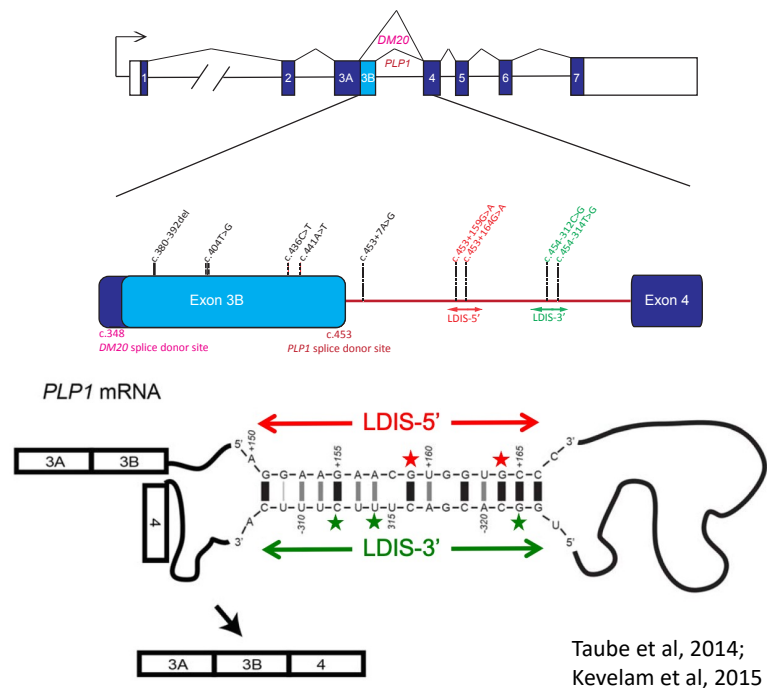 DM20
PLP1
1 2 3A 3B 4 5 6 7
c.380-392del
c.404T>G
c.436C>T
c.441A>T
c.453+7A>G
c.453+159G>A
c.453+164G>A
c.454-312C>G
c.454-314T>G
Exon 3B
Exon 4
LDIS-5'
LDIS-3'
c.348
DM20 splice donor site
c.453
PLP1 splice donor site
PLP1 mRNA
LDIS-5'
+150 +155 +160 +165
5' A G G A A G A A C G U G G U G C C C 3'
3A 3B
4
3' A C U U U C U U C A G A C A C G G U 5'
-310 315 -320
LDIS-3'
3A 3B 4
Taube et al, 2014;
Kevelam et al, 2015